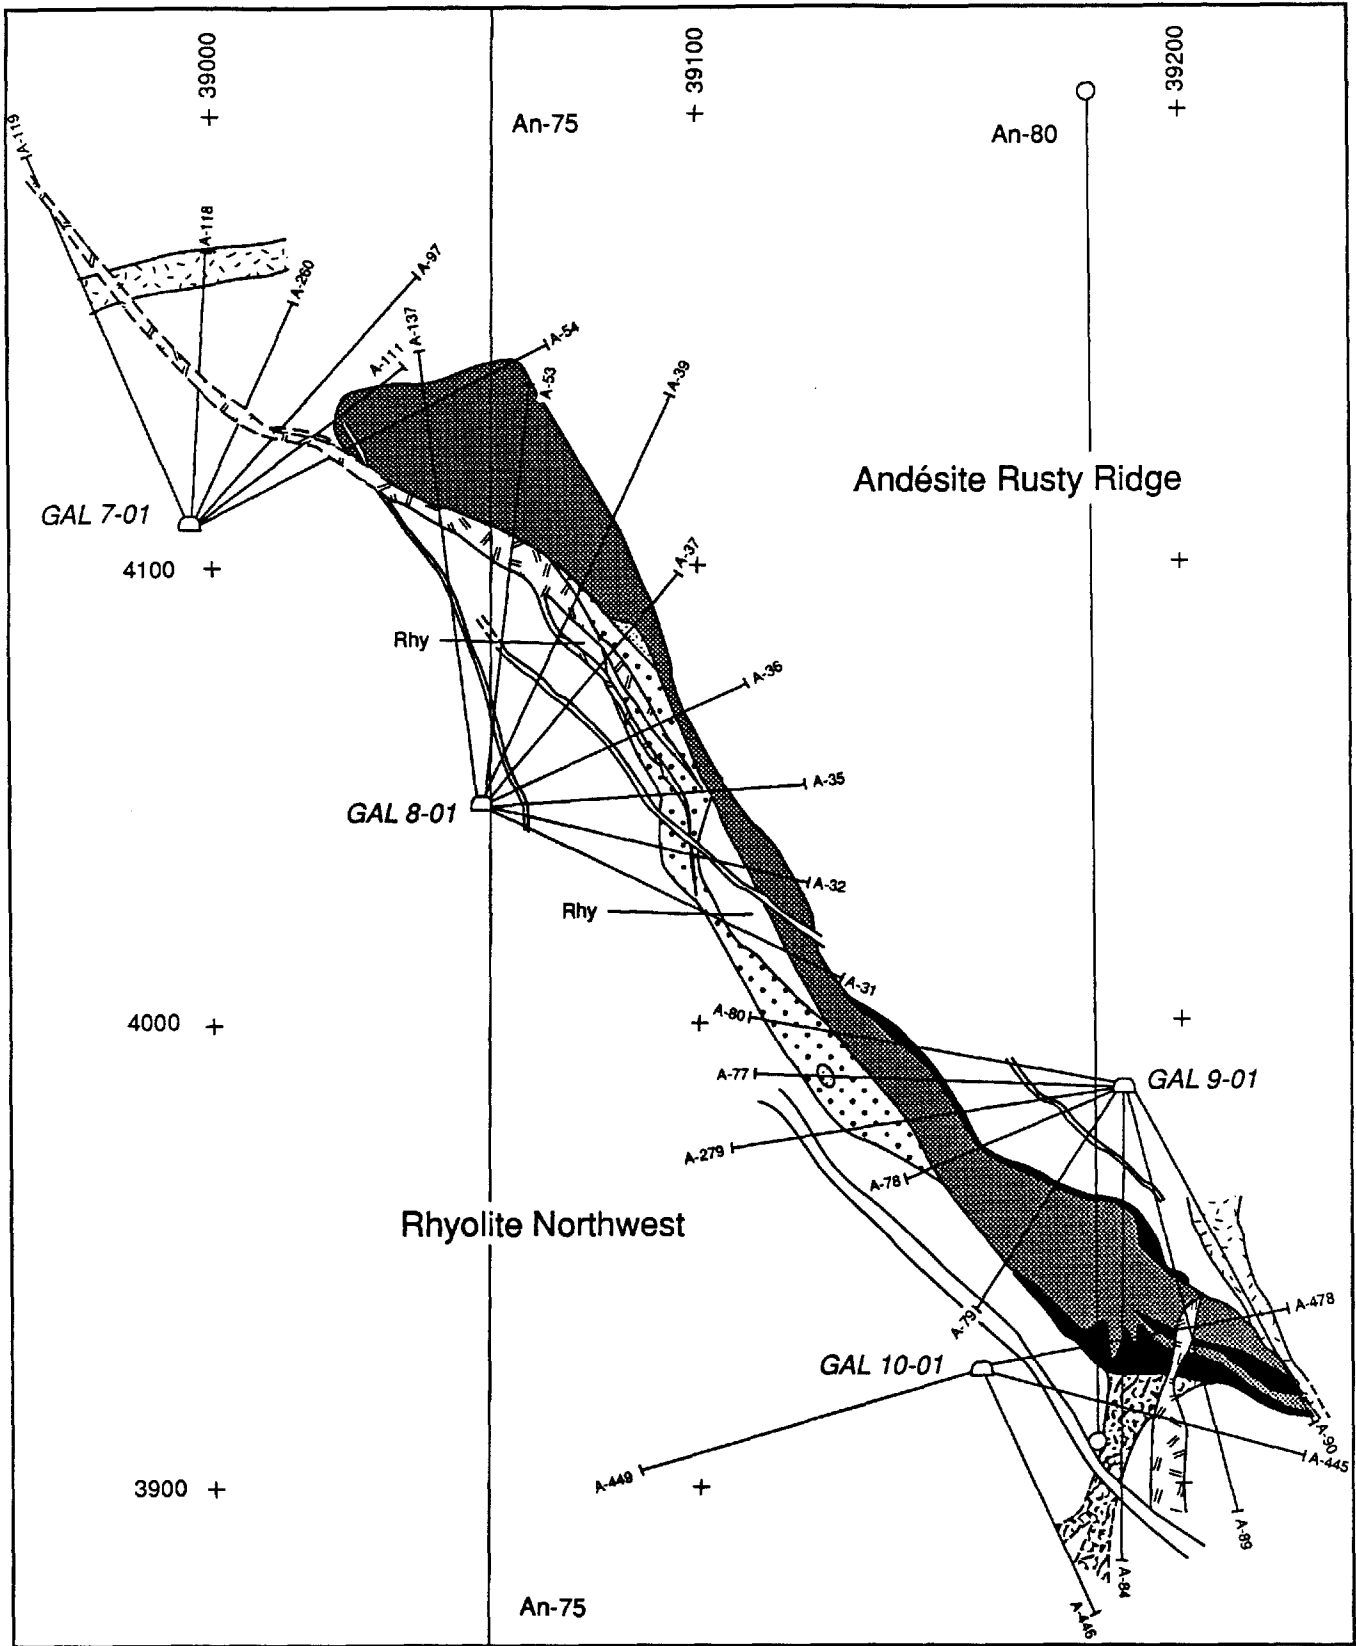 39000
39100
39200
An-75
An-80
A-119
A-118
A-260
A-97
A-137
A-111
A-54
A-53
A-39
Andésite Rusty Ridge
GAL 7-01
4100
A-37
Rhy
A-36
A-35
GAL 8-01
A-32
Rhy
A-31
4000
A-80
A-77
GAL 9-01
A-279
A-78
Rhyolite Northwest
A-478
A-79
GAL 10-01
A-90
A-445
A-449
3900
A-89
A-84
An-75
A-446